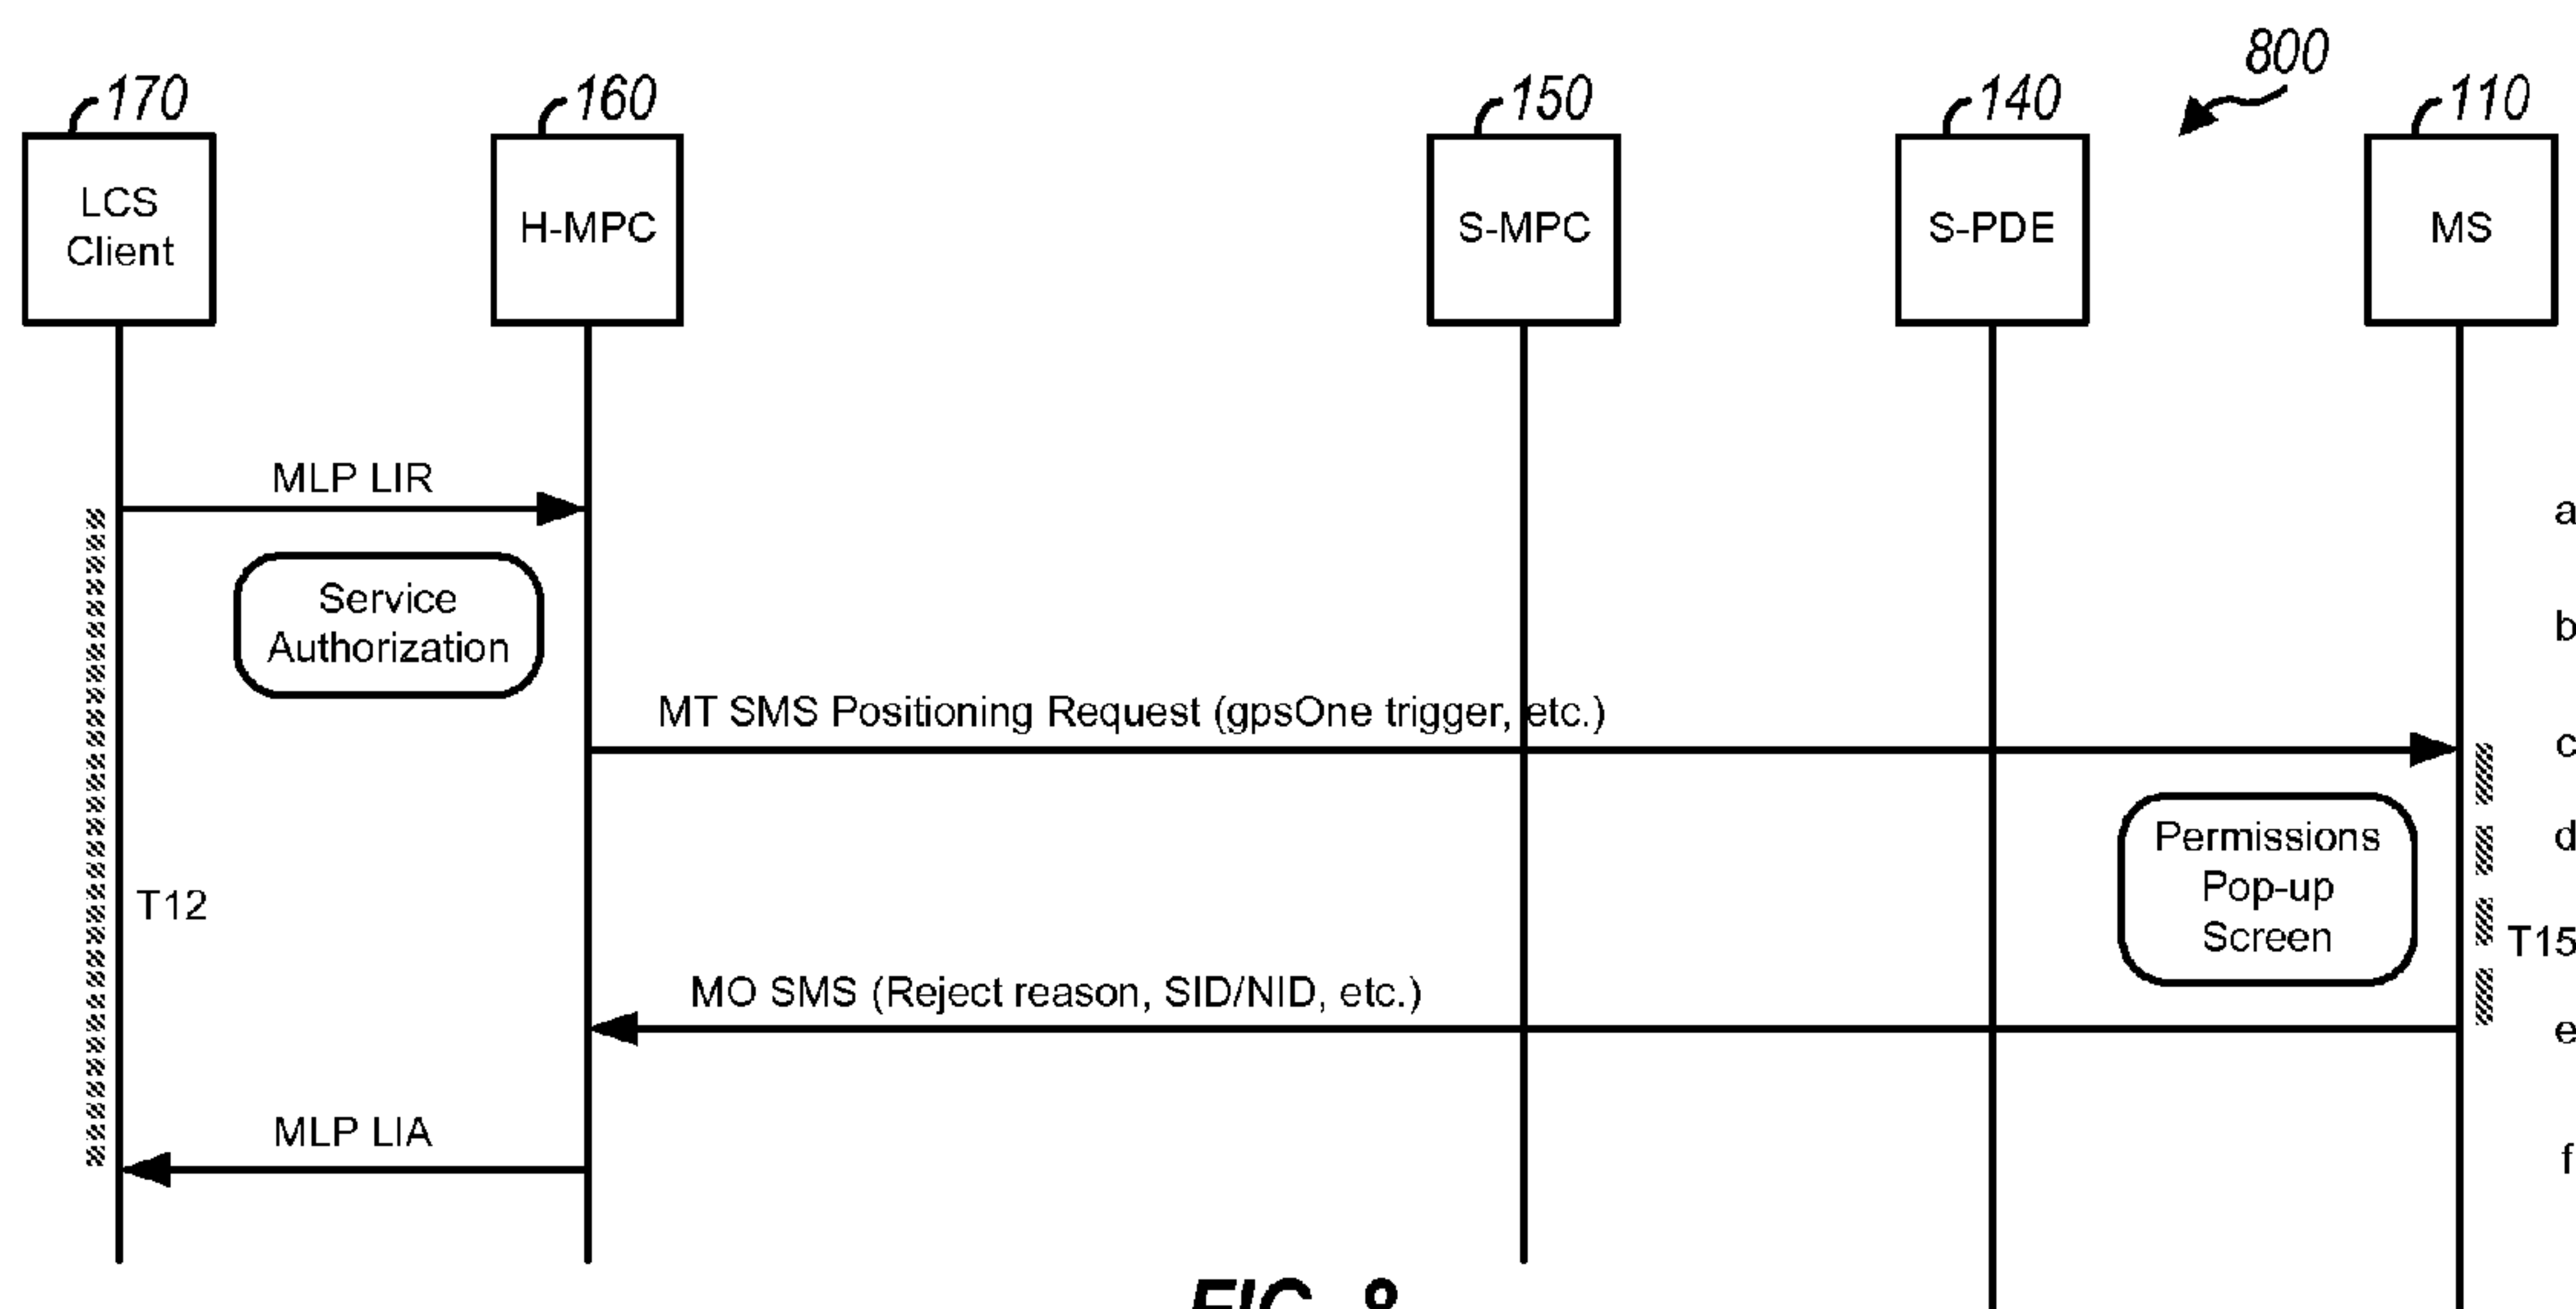 800
170
160
150
140
110
LCS
Client
H-MPC
S-MPC
S-PDE
MS
MLP LIR
a
Service
Authorization
b
MT SMS Positioning Request (gpsOne trigger, etc.)
c
Permissions
Pop-up
Screen
d
T12
T15
MO SMS (Reject reason, SID/NID, etc.)
e
MLP LIA
f
FIG. 8